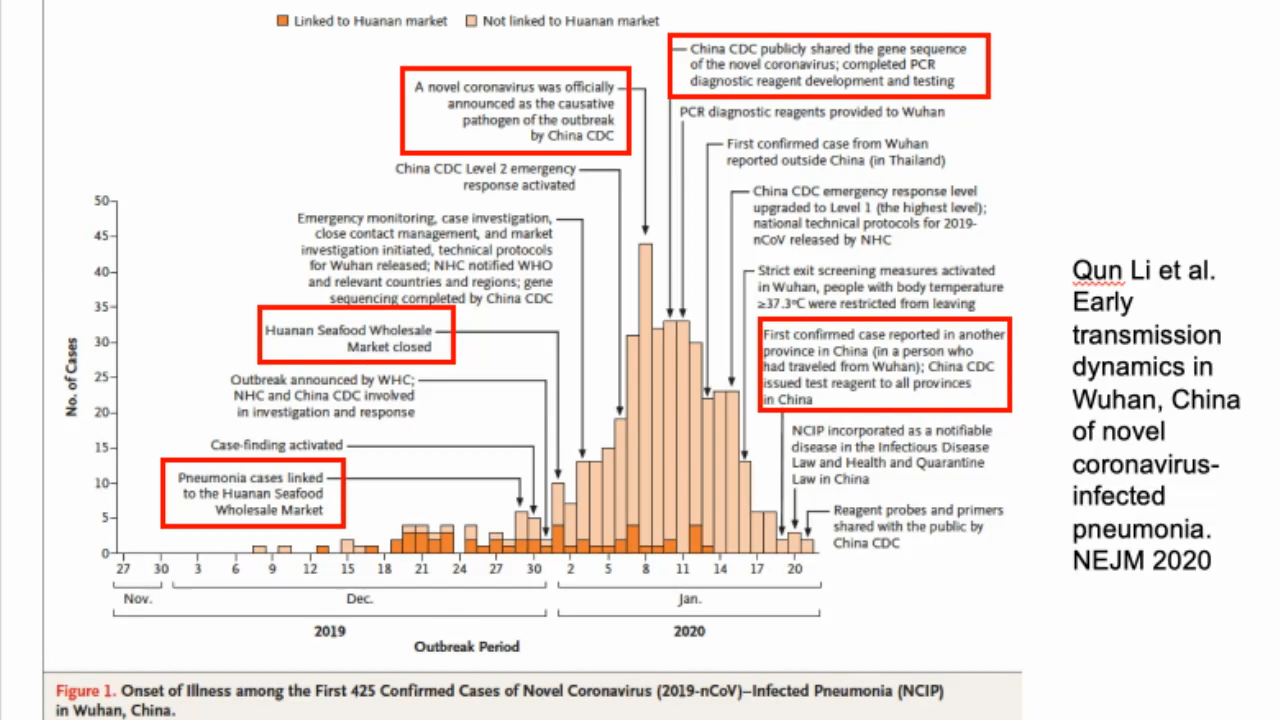 Linked to Huanan market
Not linked to Huanan market
China CDC publicly shared the gene sequence
of the novel coronavirus; completed PCR
diagnostic reagent development and testing
A novel coronavirus was officially
announced as the causative
pathogen of the outbreak
by China CDC
PCR diagnostic reagents provided to Wuhan
First confirmed case from Wuhan
reported outside China (in Thailand)
China CDC Level 2 emergency
response activated
China CDC emergency response level
upgraded to Level 1 (the highest level);
national technical protocols for 2019-
nCoV released by NHC
Emergency monitoring, case investigation,
close contact management, and market
investigation initiated, technical protocols
for Wuhan released; NHC notified WHO
and relevant countries and regions; gene
sequencing completed by China CDC
Strict exit screening measures activated
in Wuhan, people with body temperature
≥37.3°C were restricted from leaving
Huanan Seafood Wholesale
Market closed
First confirmed case reported in another
province in China (in a person who
had traveled from Wuhan); China CDC
issued test reagent to all provinces
in China
Outbreak announced by WHC;
NHC and China CDC involved
in investigation and response
Case-finding activated
NCIP incorporated as a notifiable
disease in the Infectious Disease
Law and Health and Quarantine
Law in China
Pneumonia cases linked
to the Huanan Seafood
Wholesale Market
Reagent probes and primers
shared with the public by
China CDC
No. of Cases
50
45
40
35
30
25
20
15
10
5
0
27 30 3 6 9 12 15 18 21 24 27 30 2 5 8 11 14 17 20
Nov. Dec. Jan.
2019 2020
Outbreak Period
Figure 1. Onset of Illness among the First 425 Confirmed Cases of Novel Coronavirus (2019-nCoV)–Infected Pneumonia (NCIP)
in Wuhan, China.
Qun Li et al.
Early
transmission
dynamics in
Wuhan, China
of novel
coronavirus-
infected
pneumonia.
NEJM 2020